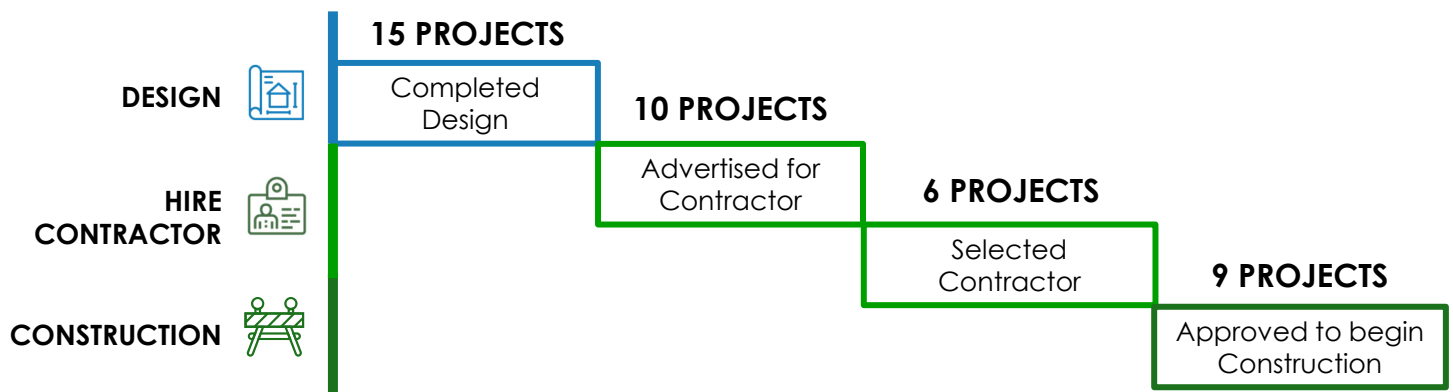 15 PROJECTS
DESIGN
Completed
Design
10 PROJECTS
HIRE
CONTRACTOR
Advertised for
Contractor
6 PROJECTS
Selected
Contractor
9 PROJECTS
CONSTRUCTION
Approved to begin
Construction